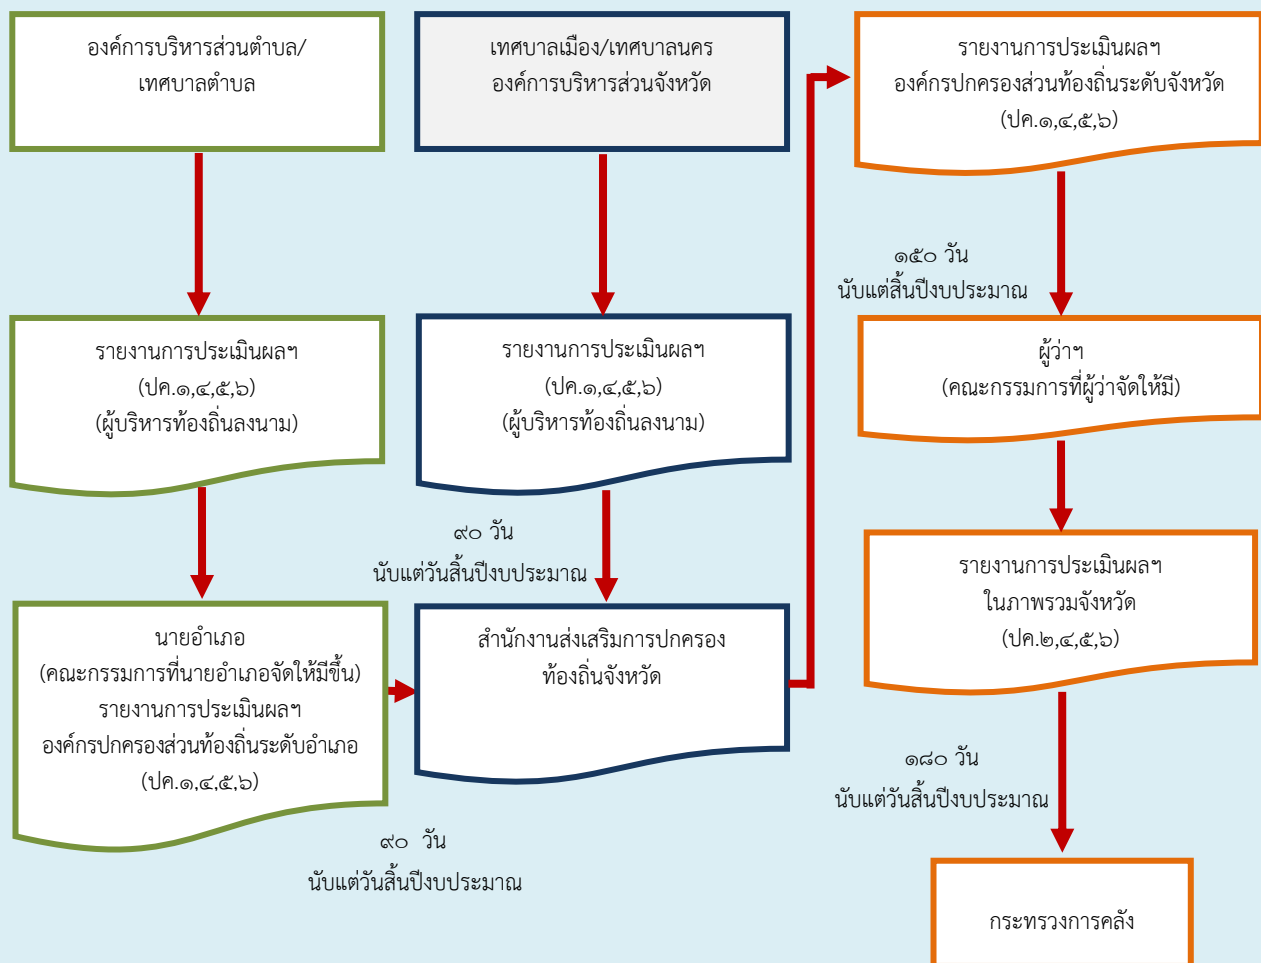 องค์การบริหารส่วนตำบล/
เทศบาลตำบล
รายงานการประเมินผลฯ
(ปค.๑,๔,๕,๖)
(ผู้บริหารท้องถิ่นลงนาม)
นายอำเภอ
(คณะกรรมการที่นายอำเภอจัดให้มีขึ้น)
รายงานการประเมินผลฯ
องค์กรปกครองส่วนท้องถิ่นระดับอำเภอ
(ปค.๑,๔,๕,๖)
๙๐ วัน
นับแต่วันสิ้นปีงบประมาณ
เทศบาลเมือง/เทศบาลนคร
องค์การบริหารส่วนจังหวัด
รายงานการประเมินผลฯ
(ปค.๑,๔,๕,๖)
(ผู้บริหารท้องถิ่นลงนาม)
๙๐ วัน
นับแต่วันสิ้นปีงบประมาณ
สำนักงานส่งเสริมการปกครอง
ท้องถิ่นจังหวัด
รายงานการประเมินผลฯ
องค์กรปกครองส่วนท้องถิ่นระดับจังหวัด
(ปค.๑,๔,๕,๖)
๑๕๐ วัน
นับแต่สิ้นปีงบประมาณ
ผู้ว่าฯ
(คณะกรรมการที่ผู้ว่าจัดให้มี)
รายงานการประเมินผลฯ
ในภาพรวมจังหวัด
(ปค.๒,๔,๕,๖)
๑๘๐ วัน
นับแต่วันสิ้นปีงบประมาณ
กระทรวงการคลัง